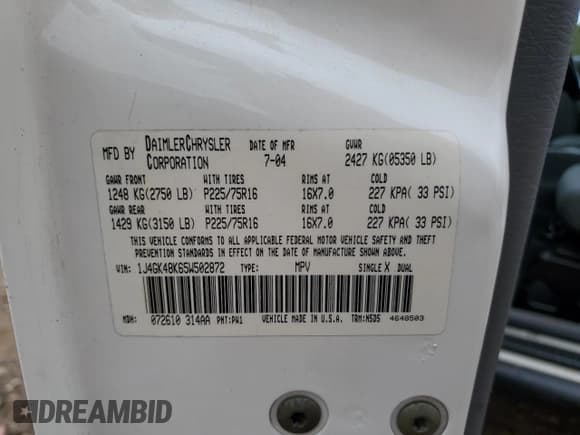 MFD BY DAIMLERCHRYSLER CORPORATION DATE OF MFR 7-04 GVWR 2427 KG(05350 LB)
GAWR FRONT WITH TIRES RIMS AT COLD
1248 KG(2750 LB) P225/75R16 16X7.0 227 KPA( 33 PSI)
GAWR REAR WITH TIRES RIMS AT COLD
1429 KG(3150 LB) P225/75R16 16X7.0 227 KPA( 33 PSI)
THIS VEHICLE CONFORMS TO ALL APPLICABLE FEDERAL MOTOR VEHICLE SAFETY AND THEFT
PREVENTION STANDARDS IN EFFECT ON THE DATE OF MANUFACTURE SHOWN ABOVE.
VIN: 1J4GK48K65W502872 TYPE: MPV SINGLE X DUAL
MDH: 072610 314AA PNT: PW1 VEHICLE MADE IN U.S.A. TRM: N5D5 4648503
DREAMBID